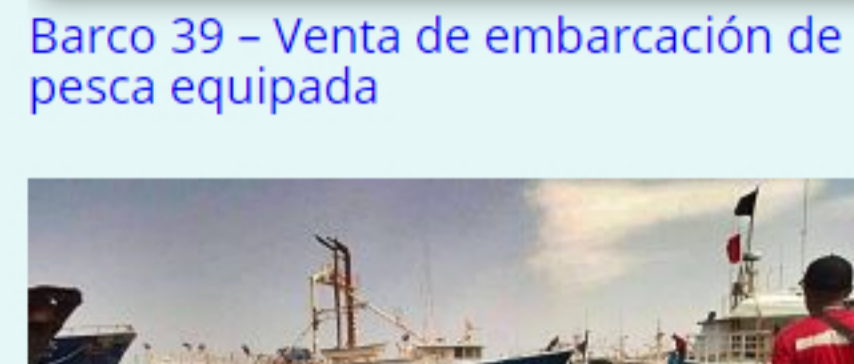 Barco 39 – Venta de embarcación de
pesca equipada